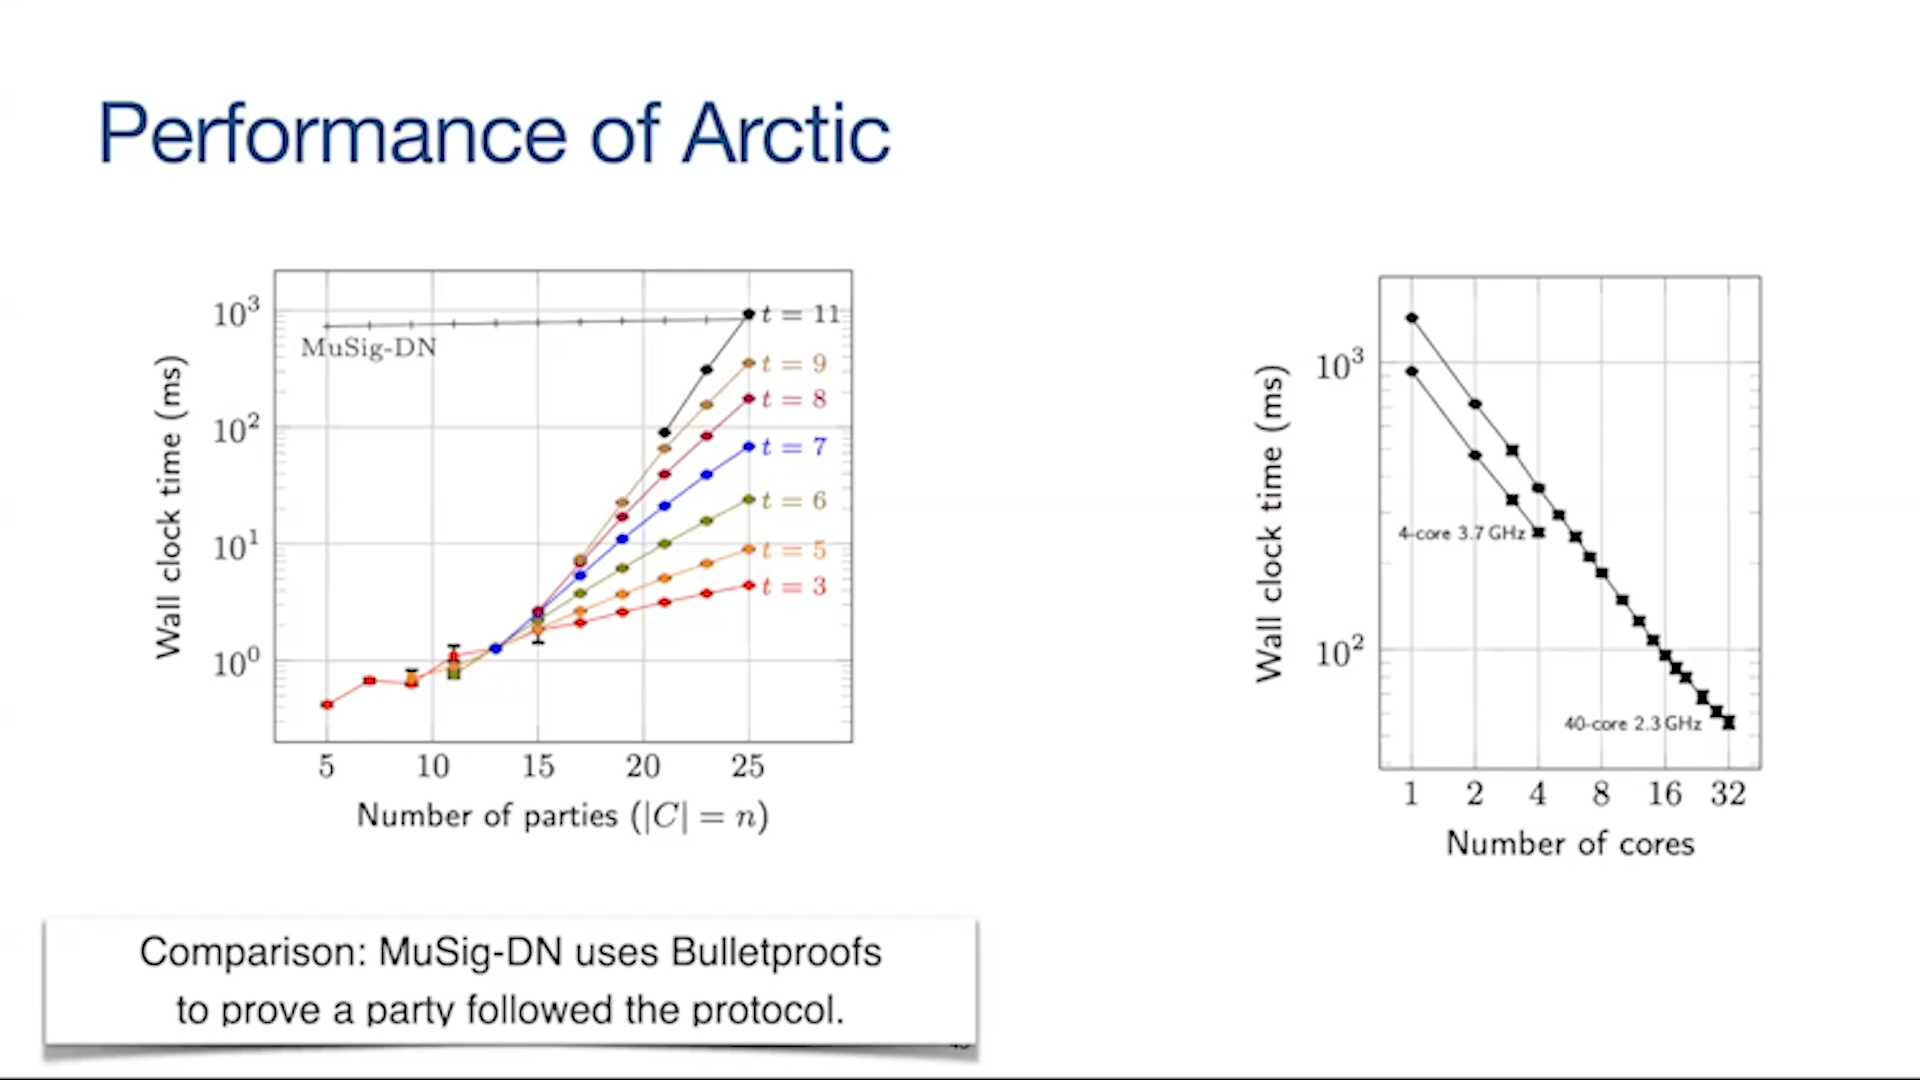 Performance of Arctic
Wall clock time (ms)
10³
10²
10¹
10⁰
MuSig-DN
t = 11
t = 9
t = 8
t = 7
t = 6
t = 5
t = 3
5 10 15 20 25
Number of parties (|C| = n)
Wall clock time (ms)
10³
10²
4-core 3.7 GHz
40-core 2.3 GHz
1 2 4 8 16 32
Number of cores
Comparison: MuSig-DN uses Bulletproofs
to prove a party followed the protocol.